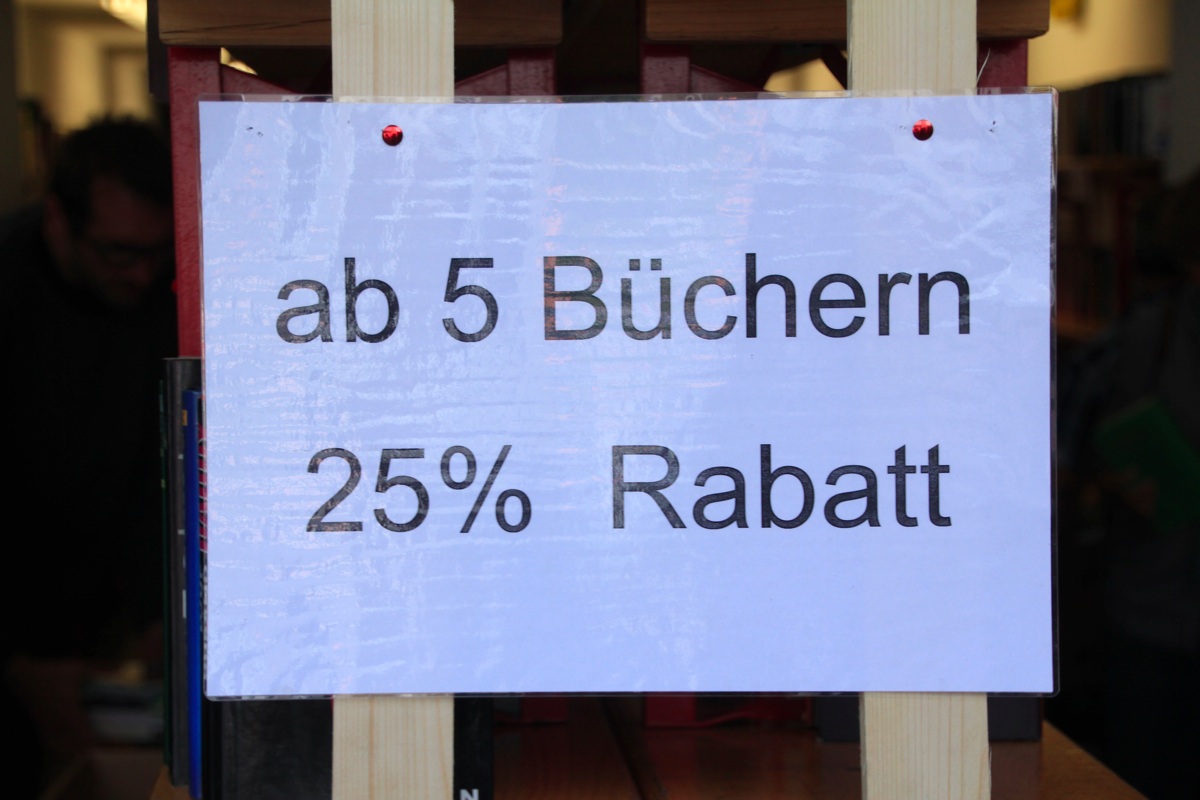 ab 5 Büchern
25% Rabatt
N